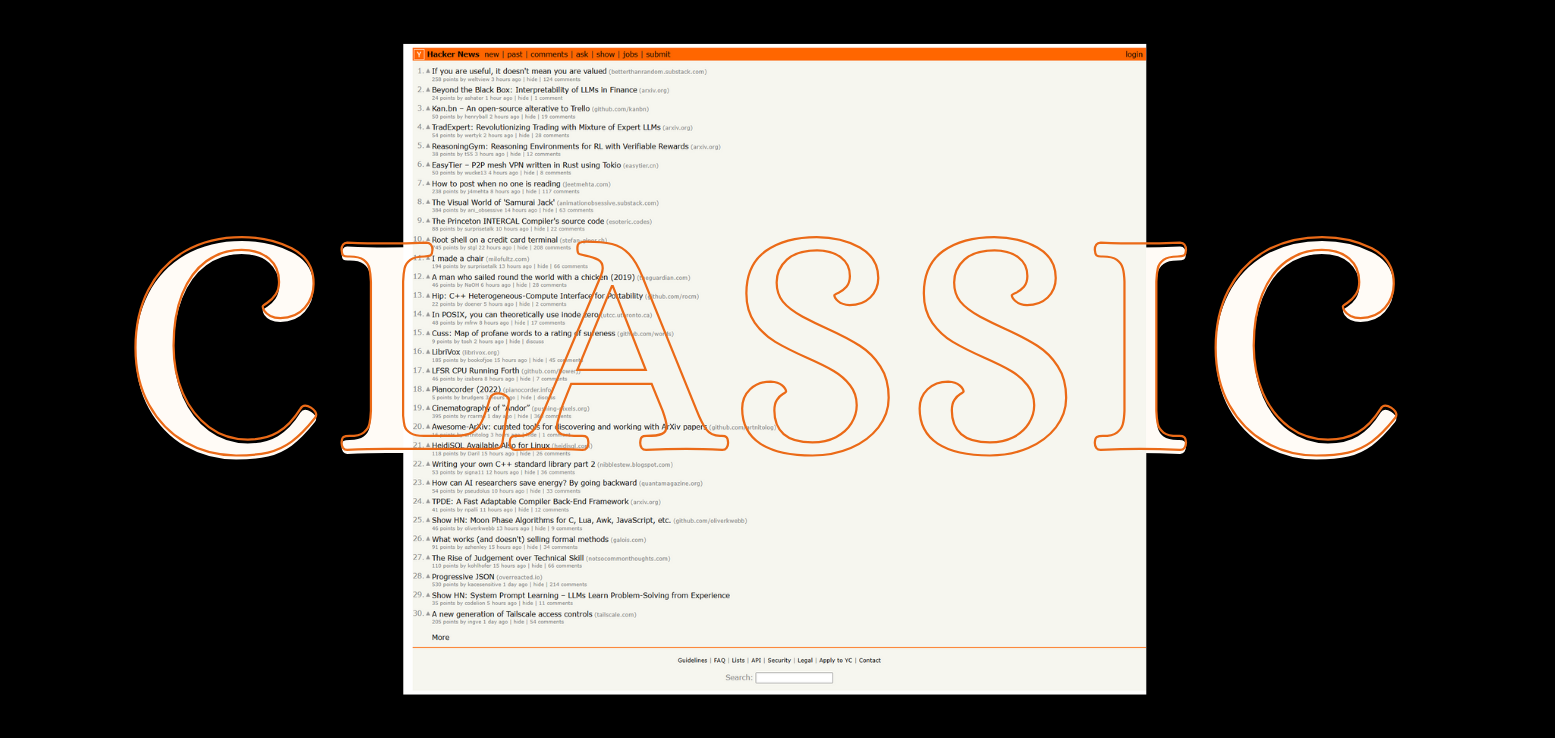 Y Hacker News new | past | comments | ask | show | jobs | submit login
1. If you are useful, it doesn't mean you are valued (betterthanrandom.substack.com)
258 points by weltview 3 hours ago | hide | 124 comments
2. Beyond the Black Box: Interpretability of LLMs in Finance (arxiv.org)
24 points by ashater 1 hour ago | hide | 1 comment
3. Kan.bn – An open-source alterative to Trello (github.com/kanbn)
50 points by henryball 2 hours ago | hide | 19 comments
4. TradExpert: Revolutionizing Trading with Mixture of Expert LLMs (arxiv.org)
54 points by wertyk 2 hours ago | hide | 28 comments
5. ReasoningGym: Reasoning Environments for RL with Verifiable Rewards (arxiv.org)
38 points by t55 3 hours ago | hide | 12 comments
6. EasyTier – P2P mesh VPN written in Rust using Tokio (easytier.cn)
53 points by wucke13 4 hours ago | hide | 8 comments
7. How to post when no one is reading (jeetmehta.com)
238 points by j4mehta 8 hours ago | hide | 117 comments
8. The Visual World of 'Samurai Jack' (animationobsessive.substack.com)
384 points by ani_obsessive 14 hours ago | hide | 63 comments
9. The Princeton INTERCAL Compiler's source code (esoteric.codes)
88 points by surprisetalk 10 hours ago | hide | 22 comments
10. Root shell on a credit card terminal
745 points by stgl 22 hours ago | hide | 208 comments
11. I made a chair (milofultz.com)
194 points by surprisetalk 13 hours ago | hide | 66 comments
12. A man who sailed round the world with a chicken (2019) (theguardian.com)
46 points by NaOH 6 hours ago | hide | 28 comments
13. Hip: C++ Heterogeneous-Compute Interface for Portability (github.com/rocm)
22 points by doener 5 hours ago | hide | 2 comments
14. In POSIX, you can theoretically use inode zero (utcc.utoronto.ca)
48 points by mfrw 8 hours ago | hide | 17 comments
15. Cuss: Map of profane words to a rating of sureness (github.com/words)
9 points by tosh 2 hours ago | hide | discuss
16. LibriVox (librivox.org)
185 points by bookofjoe 15 hours ago | hide | 45 comments
17. LFSR CPU Running Forth
46 points by izabera 8 hours ago | hide | 7 comments
18. Pianocorder (2022) (pianocorder.info)
5 points by brudgers 3 hours ago | hide | discuss
19. Cinematography of “Andor” (pushing-pixels.org)
395 points by rcarmo 1 day ago | hide
20. Awesome-ArXiv: curated tools for discovering and working with ArXiv papers (github.com/artnitolog)
hours ago | hide | 1 comment
21. HeidiSQL Available Also for Linux (heidisql.com)
118 points by Daril 15 hours ago | hide | 26 comments
22. Writing your own C++ standard library part 2 (nibblestew.blogspot.com)
53 points by signa11 12 hours ago | hide | 36 comments
23. How can AI researchers save energy? By going backward (quantamagazine.org)
54 points by pseudolus 10 hours ago | hide | 23 comments
24. TPDE: A Fast Adaptable Compiler Back-End Framework (arxiv.org)
41 points by npalli 11 hours ago | hide | 12 comments
25. Show HN: Moon Phase Algorithms for C, Lua, Awk, JavaScript, etc. (github.com/oliverkwebb)
46 points by oliverkwebb 13 hours ago | hide | 9 comments
26. What works (and doesn't) selling formal methods (galois.com)
91 points by azhenley 15 hours ago | hide | 34 comments
27. The Rise of Judgement over Technical Skill (notsocommonthoughts.com)
110 points by kohlhofer 15 hours ago | hide | 66 comments
28. Progressive JSON (overreacted.io)
530 points by kacesensitive 1 day ago | hide | 214 comments
29. Show HN: System Prompt Learning – LLMs Learn Problem-Solving from Experience
35 points by codelion 5 hours ago | hide | 11 comments
30. A new generation of Tailscale access controls (tailscale.com)
205 points by ingve 1 day ago | hide | 54 comments
More
CLASSIC
Guidelines | FAQ | Lists | API | Security | Legal | Apply to YC | Contact
Search: